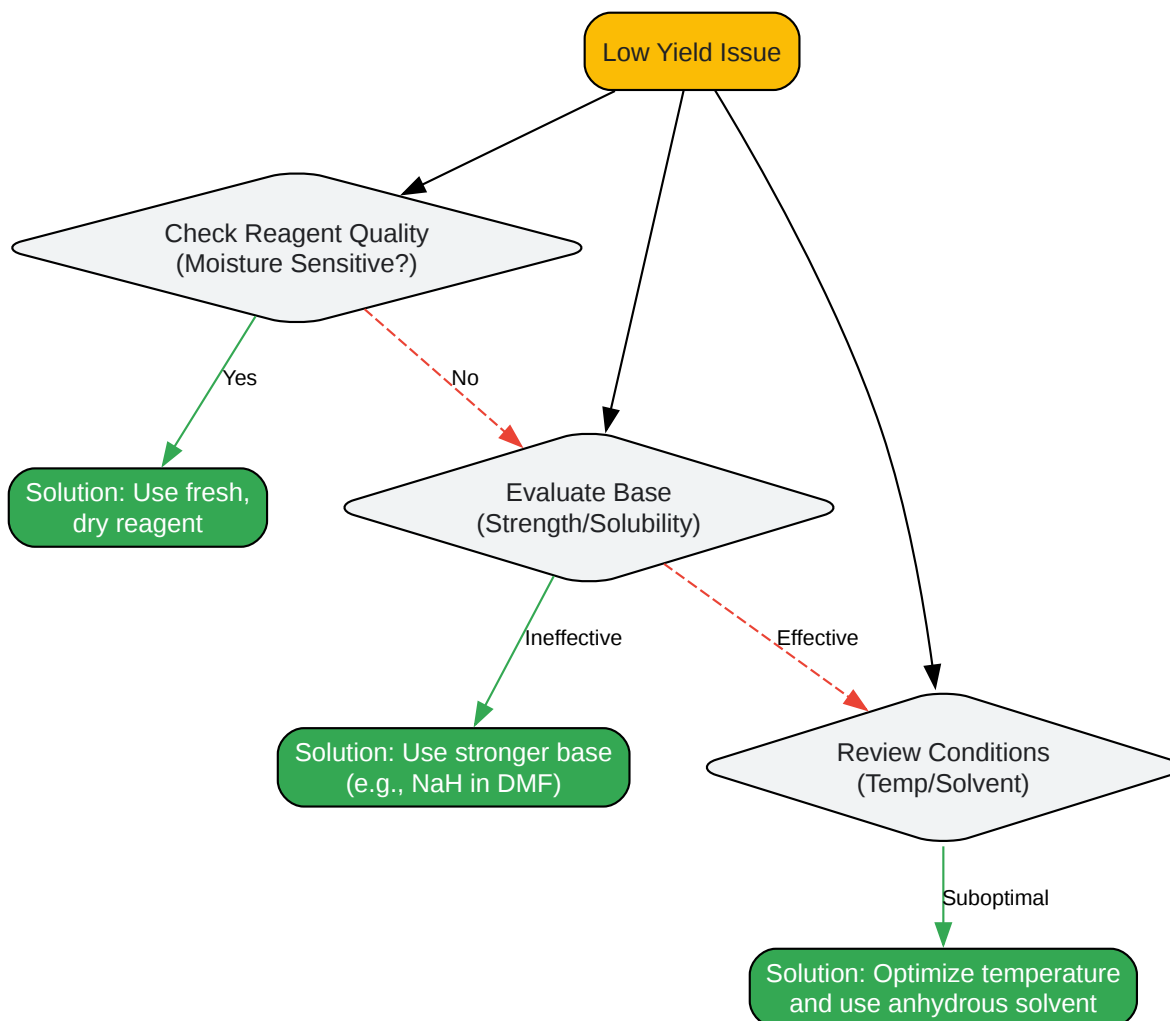 Low Yield Issue
Check Reagent Quality
(Moisture Sensitive?)
Yes
No
Solution: Use fresh,
dry reagent
Evaluate Base
(Strength/Solubility)
Ineffective
Effective
Solution: Use stronger base
(e.g., NaH in DMF)
Review Conditions
(Temp/Solvent)
Suboptimal
Solution: Optimize temperature
and use anhydrous solvent